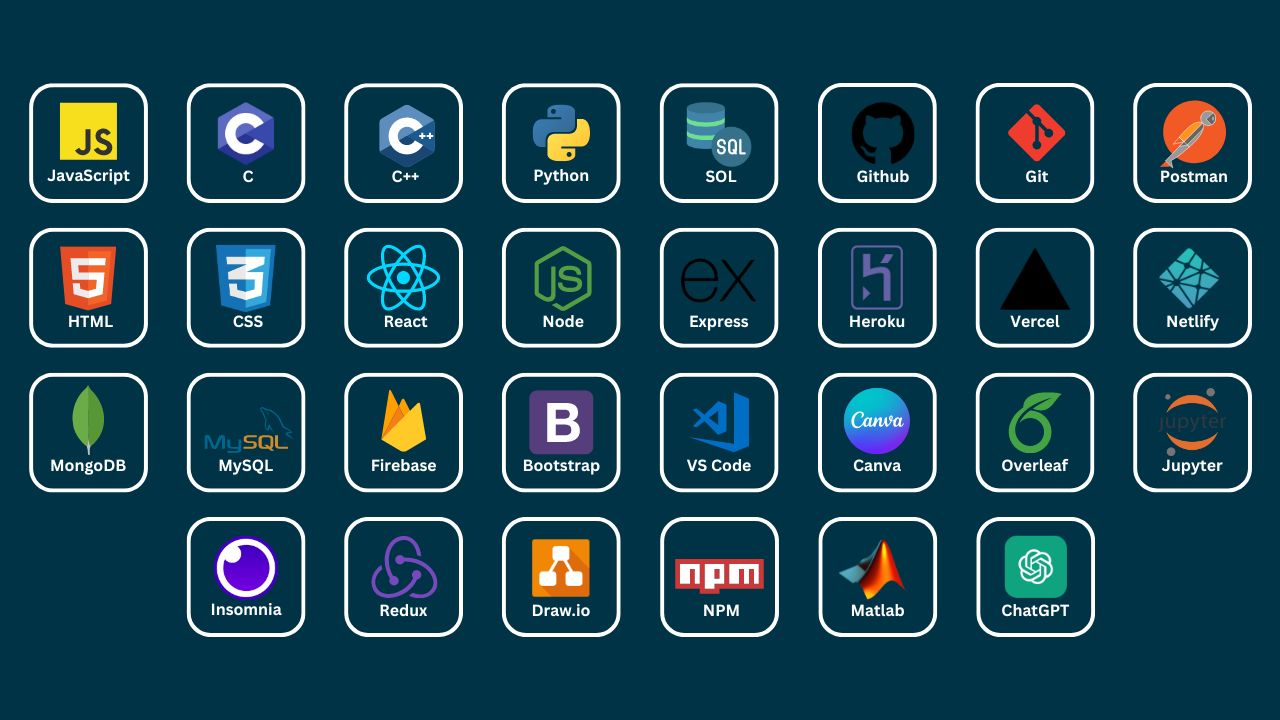 JS
JavaScript
C
C
C++
C++
Python
SQL
SOL
Github
Git
Postman
5
HTML
3
CSS
React
JS
Node
ex
Express
Heroku
Vercel
Netlify
MongoDB
MySQL
MySQL
Firebase
B
Bootstrap
VS Code
Canva
Canva
Overleaf
jupyter
Jupyter
Insomnia
Redux
Draw.io
npm
NPM
Matlab
ChatGPT